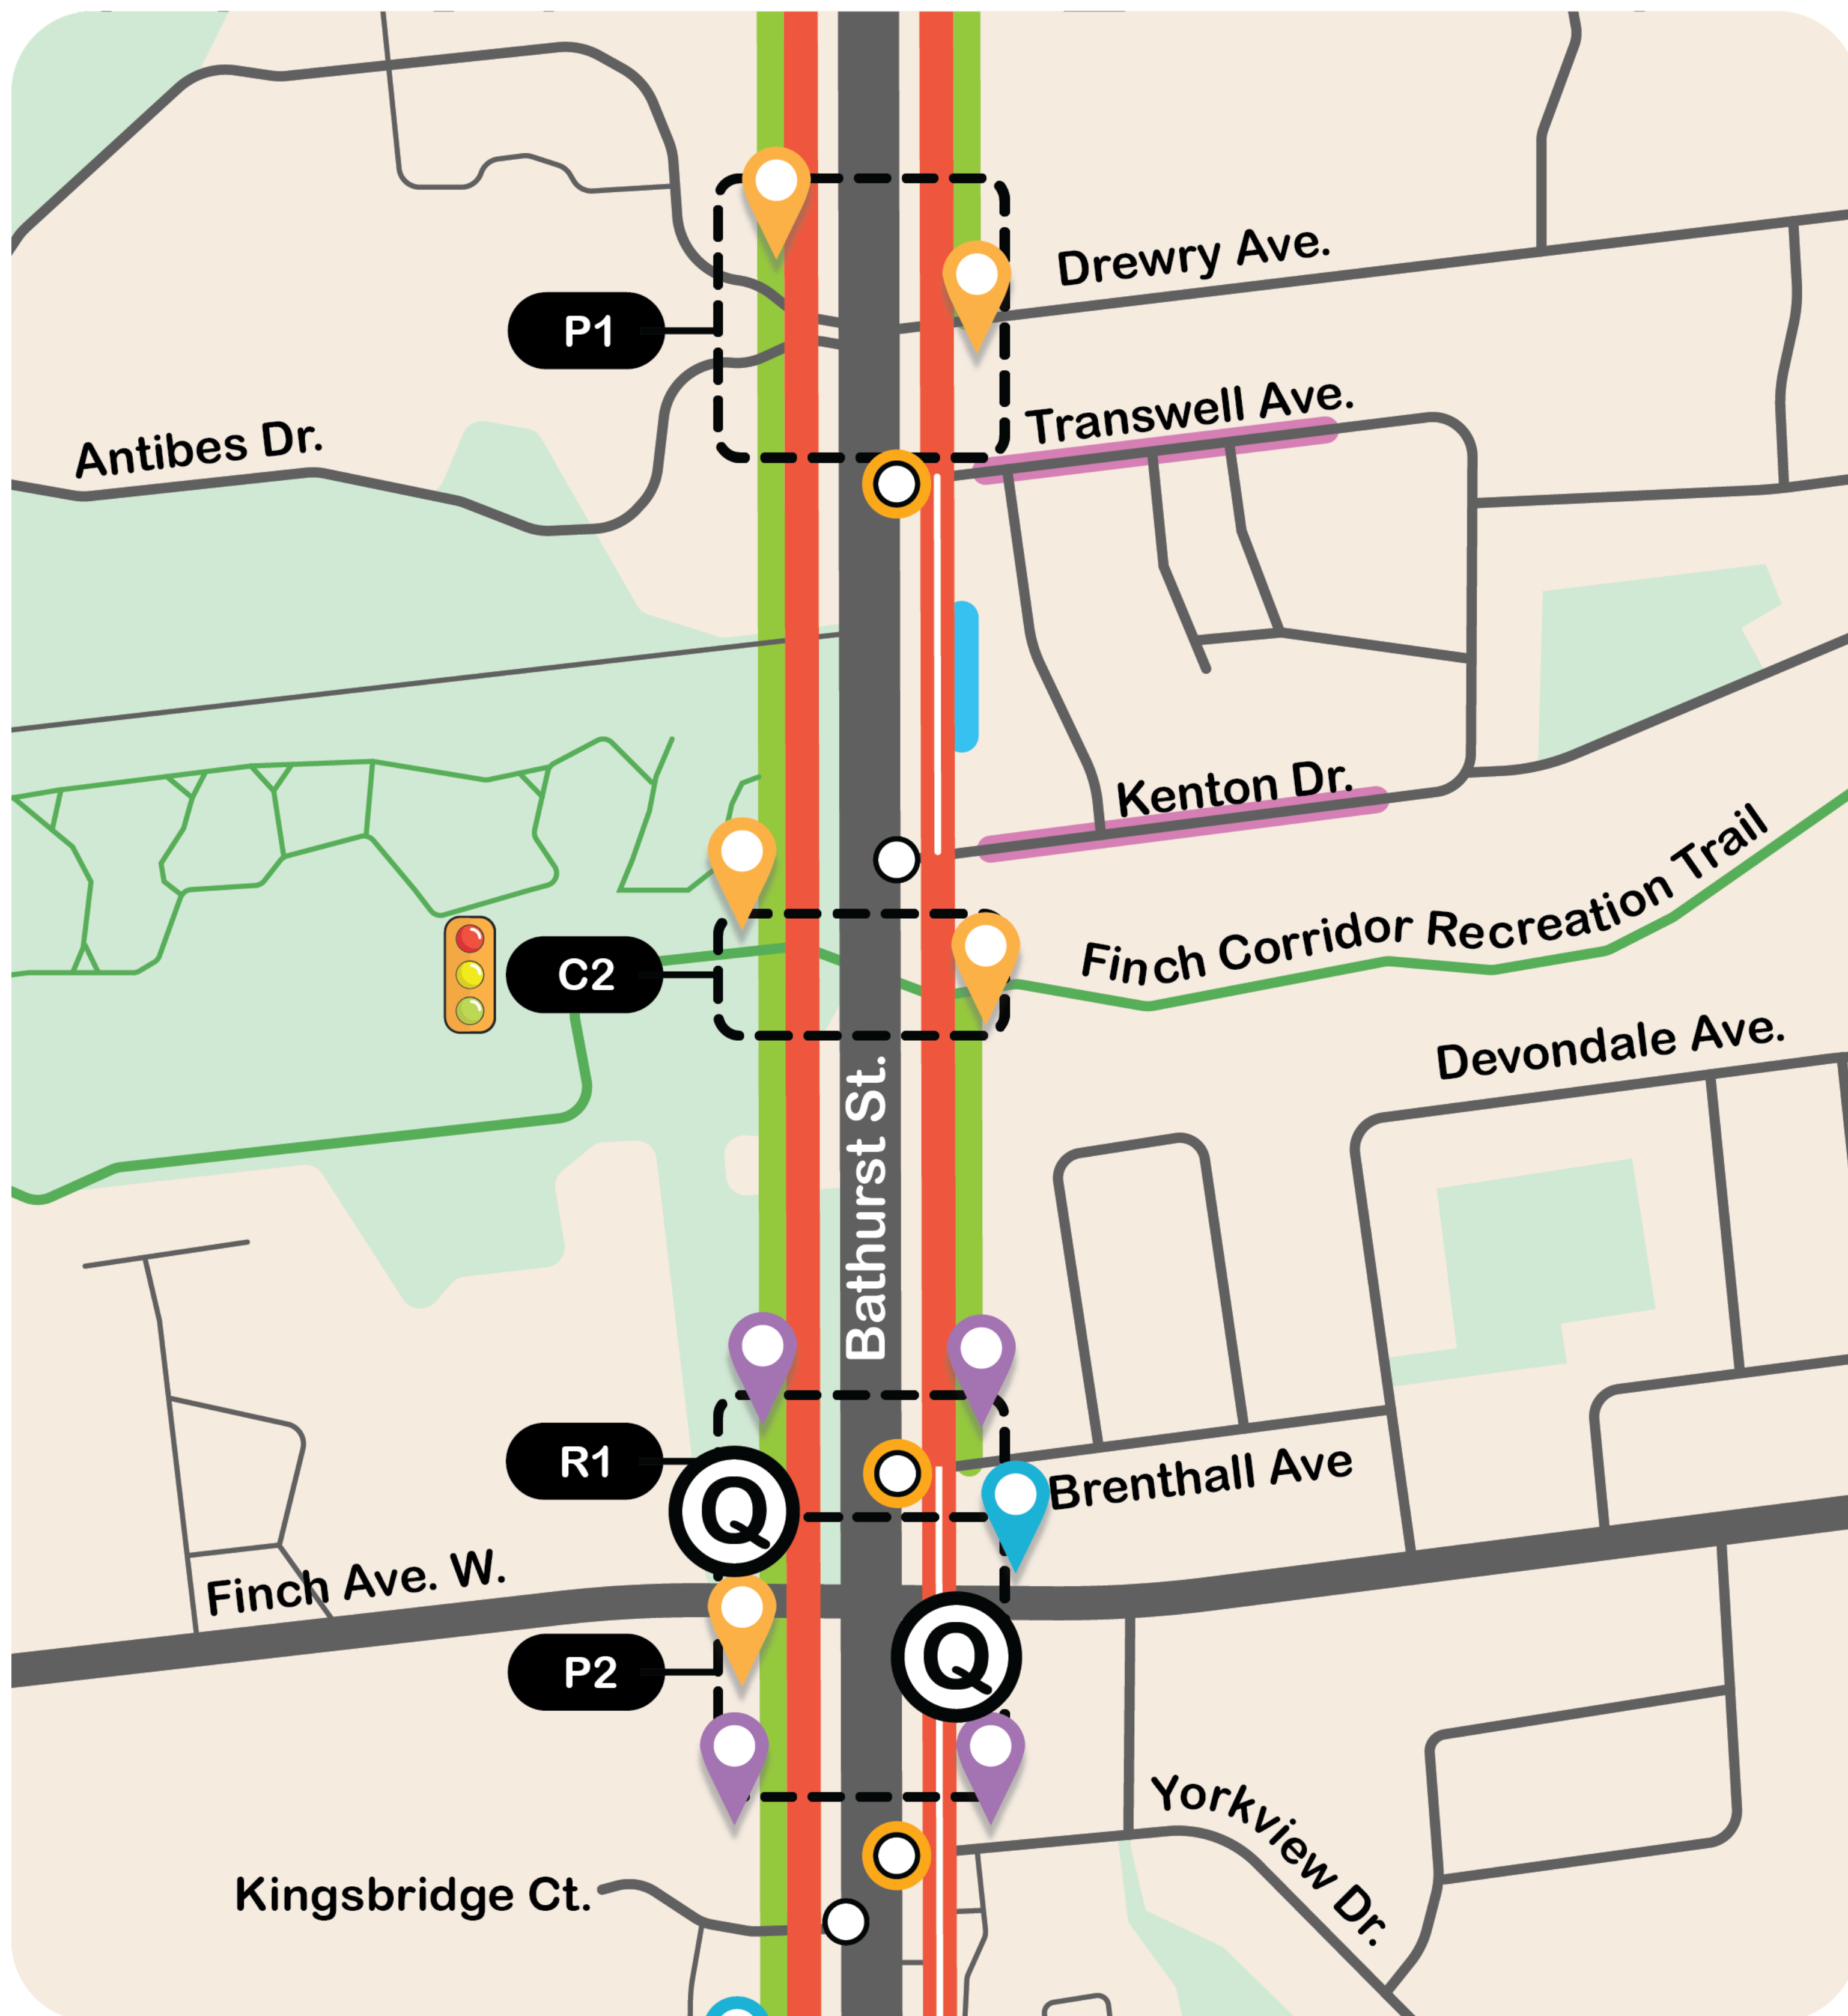 Drewry Ave.
P1
Transwell Ave.
Antibes Dr.
Kenton Dr.
Finch Corridor Recreation Trail
C2
Devondale Ave.
Bathurst St.
R1
Brenthall Ave
Q
Finch Ave. W.
Q
P2
Yorkview Dr.
Kingsbridge Ct.